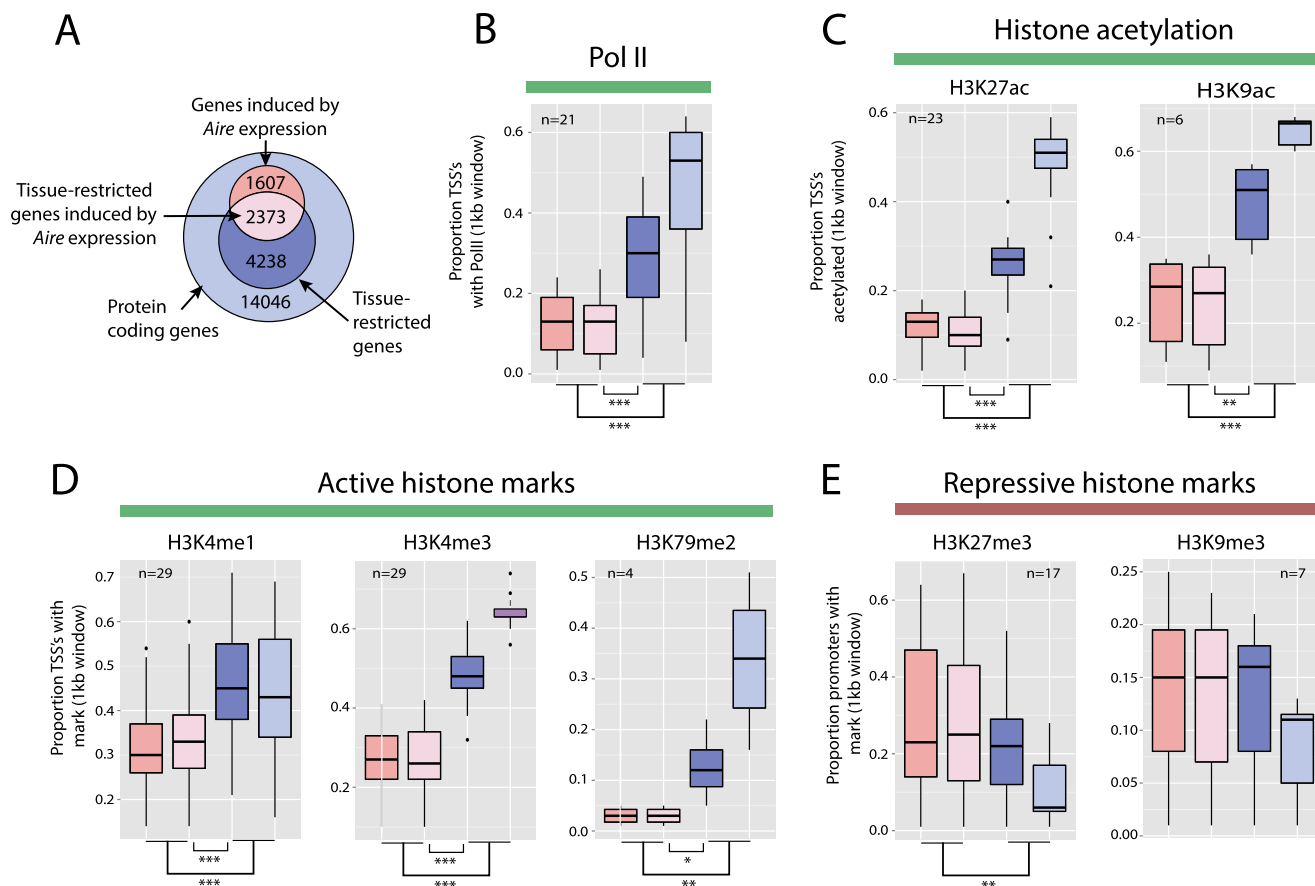 A
Genes induced by
Aire expression
1607
Tissue-restricted
genes induced by
Aire expression
2373
4238
14046
Protein
coding genes
Tissue-
restricted
genes
B
Pol II
n=21
Proportion TSS's
with PolII (1kb window)
0.6
0.4
0.2
0.0
***
***
C
Histone acetylation
H3K27ac
n=23
Proportion TSS's
acetylated (1kb window)
0.6
0.4
0.2
0.0
***
***
H3K9ac
n=6
0.6
0.4
0.2
**
***
D
Active histone marks
H3K4me1
n=29
Proportion TSSs with
mark (1kb window)
0.7
0.6
0.5
0.4
0.3
0.2
***
***
H3K4me3
n=29
0.6
0.4
0.2
***
***
H3K79me2
n=4
0.5
0.4
0.3
0.2
0.1
0.0
*
**
E
Repressive histone marks
H3K27me3
n=17
Proportion promoters with
mark (1kb window)
0.6
0.4
0.2
0.0
**
H3K9me3
n=7
0.25
0.20
0.15
0.10
0.05
0.00